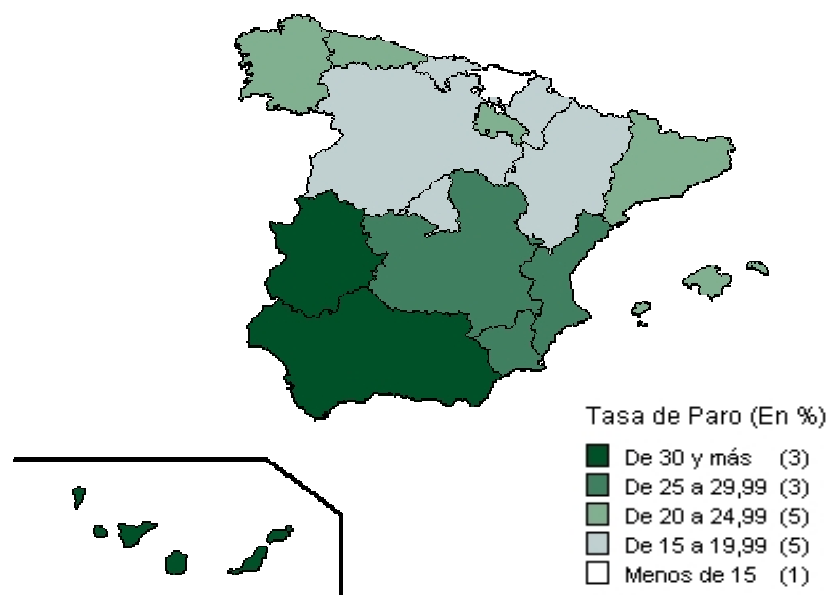 Tasa de Paro (En %)
De 30 y más (3)
De 25 a 29,99 (3)
De 20 a 24,99 (5)
De 15 a 19,99 (5)
Menos de 15 (1)